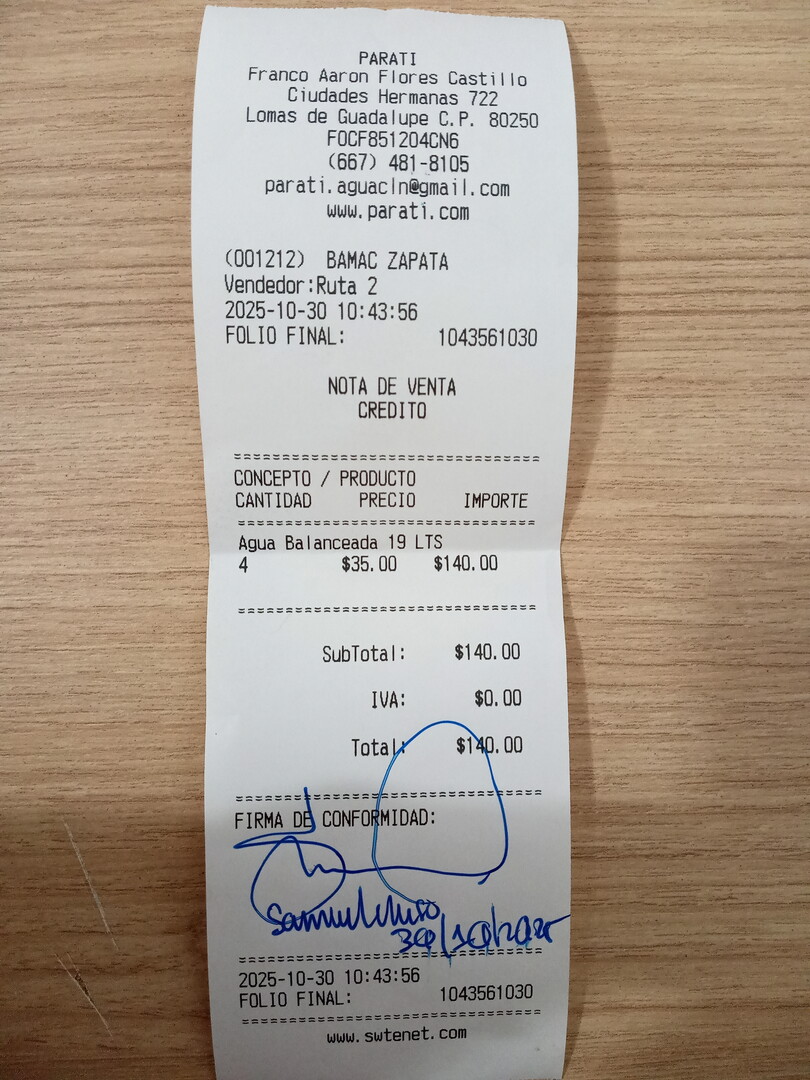 PARATI
Franco Aaron Flores Castillo
Ciudades Hermanas 722
Lomas de Guadalupe C.P. 80250
FOCF851204CN6
(667) 481-8105
parati.aguacln@gmail.com
www.parati.com
(001212) BAMAC ZAPATA
Vendedor:Ruta 2
2025-10-30 10:43:56
FOLIO FINAL: 1043561030
NOTA DE VENTA
CREDITO
==============================
CONCEPTO / PRODUCTO
CANTIDAD PRECIO IMPORTE
==============================
Agua Balanceada 19 LTS
4 $35.00 $140.00
==============================
SubTotal: $140.00
IVA: $0.00
Total: $140.00
==============================
FIRMA DE CONFORMIDAD:
Samuel
30/10/2025
==============================
2025-10-30 10:43:56
FOLIO FINAL: 1043561030
==============================
www.swtenet.com